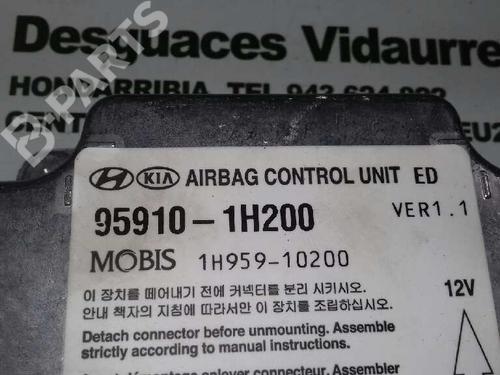 Desguaces Vidaurre
HONDARRIBIA TEL 943 624
CENT
B-PARTS
HYUNDAI KIA AIRBAG CONTROL UNIT ED
95910-1H200 VER1.1
MOBIS 1H959-10200
이 장치를 떼어내기 전에 커넥터를 분리 시키시오.
안내 책자의 지침에 따라서만 이 장치를 조립하십시오. 12V
Detach connector before unmounting. Assemble
strictly according to manual instructions.